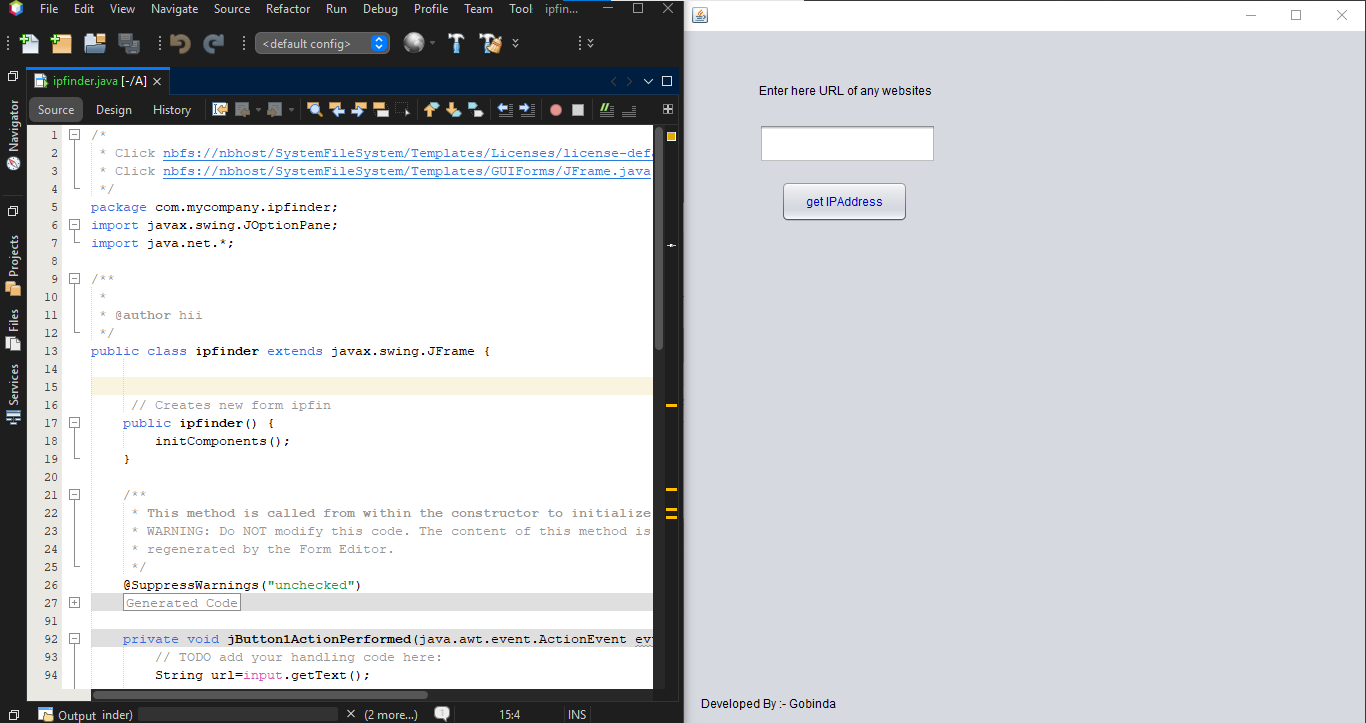 File Edit View Navigate Source Refactor Run Debug Profile Team Tool ipfin...
<default config>
ipfinder.java [-/A]
Source Design History
Navigator
Projects
Files
Services
1 /*
2 * Click nbfs://nbhost/SystemFileSystem/Templates/Licenses/license-defa
3 * Click nbfs://nbhost/SystemFileSystem/Templates/GUIForms/JFrame.java
4 */
5 package com.mycompany.ipfinder;
6 import javax.swing.JOptionPane;
7 import java.net.*;
8
9 /**
10 *
11 * @author hii
12 */
13 public class ipfinder extends javax.swing.JFrame {
14
15
16 // Creates new form ipfin
17 public ipfinder() {
18 initComponents();
19 }
20
21 /**
22 * This method is called from within the constructor to initialize
23 * WARNING: Do NOT modify this code. The content of this method is
24 * regenerated by the Form Editor.
25 */
26 @SuppressWarnings("unchecked")
27 Generated Code
91
92 private void jButton1ActionPerformed(java.awt.event.ActionEvent ev
93 // TODO add your handling code here:
94 String url=input.getText();
Output inder) (2 more...) 1 15:4 INS
Enter here URL of any websites
get IPAddress
Developed By :- Gobinda